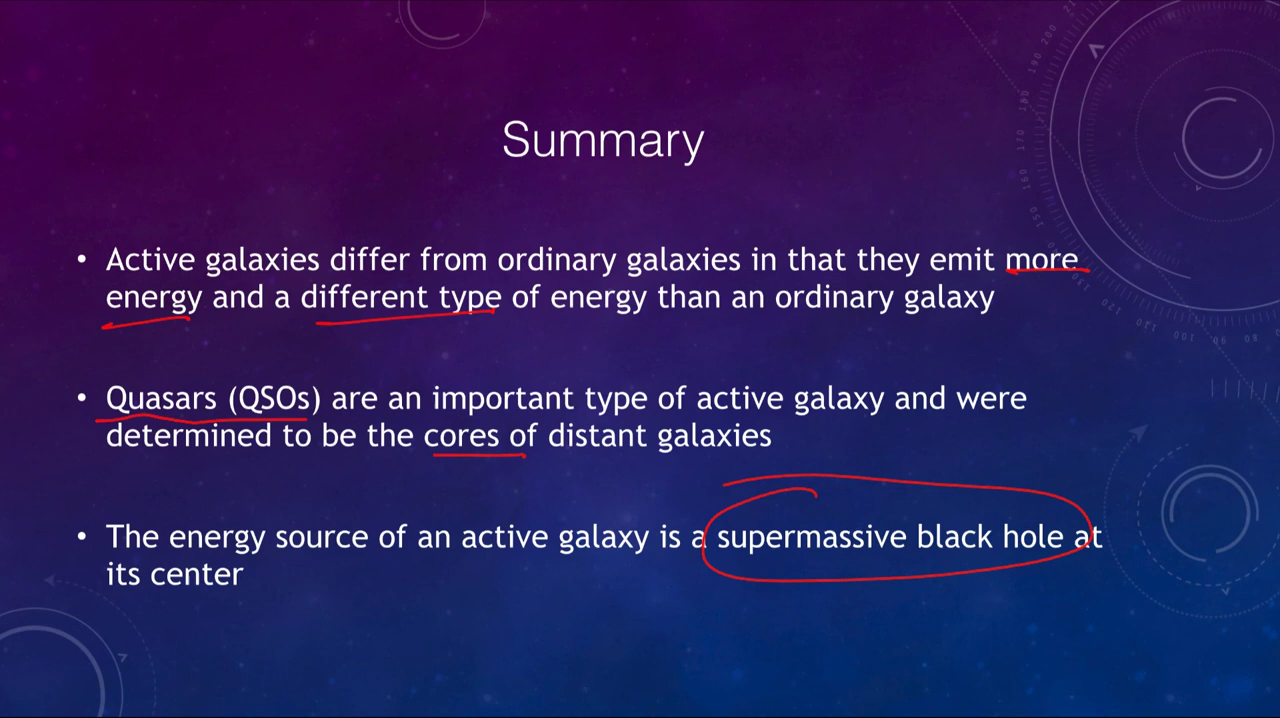 Summary
• Active galaxies differ from ordinary galaxies in that they emit more
energy and a different type of energy than an ordinary galaxy
• Quasars (QSOs) are an important type of active galaxy and were
determined to be the cores of distant galaxies
• The energy source of an active galaxy is a supermassive black hole at
its center